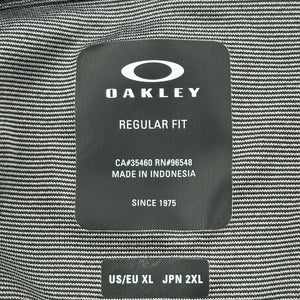 OAKLEY
REGULAR FIT
CA#35460 RN#96548
MADE IN INDONESIA
SINCE 1975
US/EU XL JPN 2XL